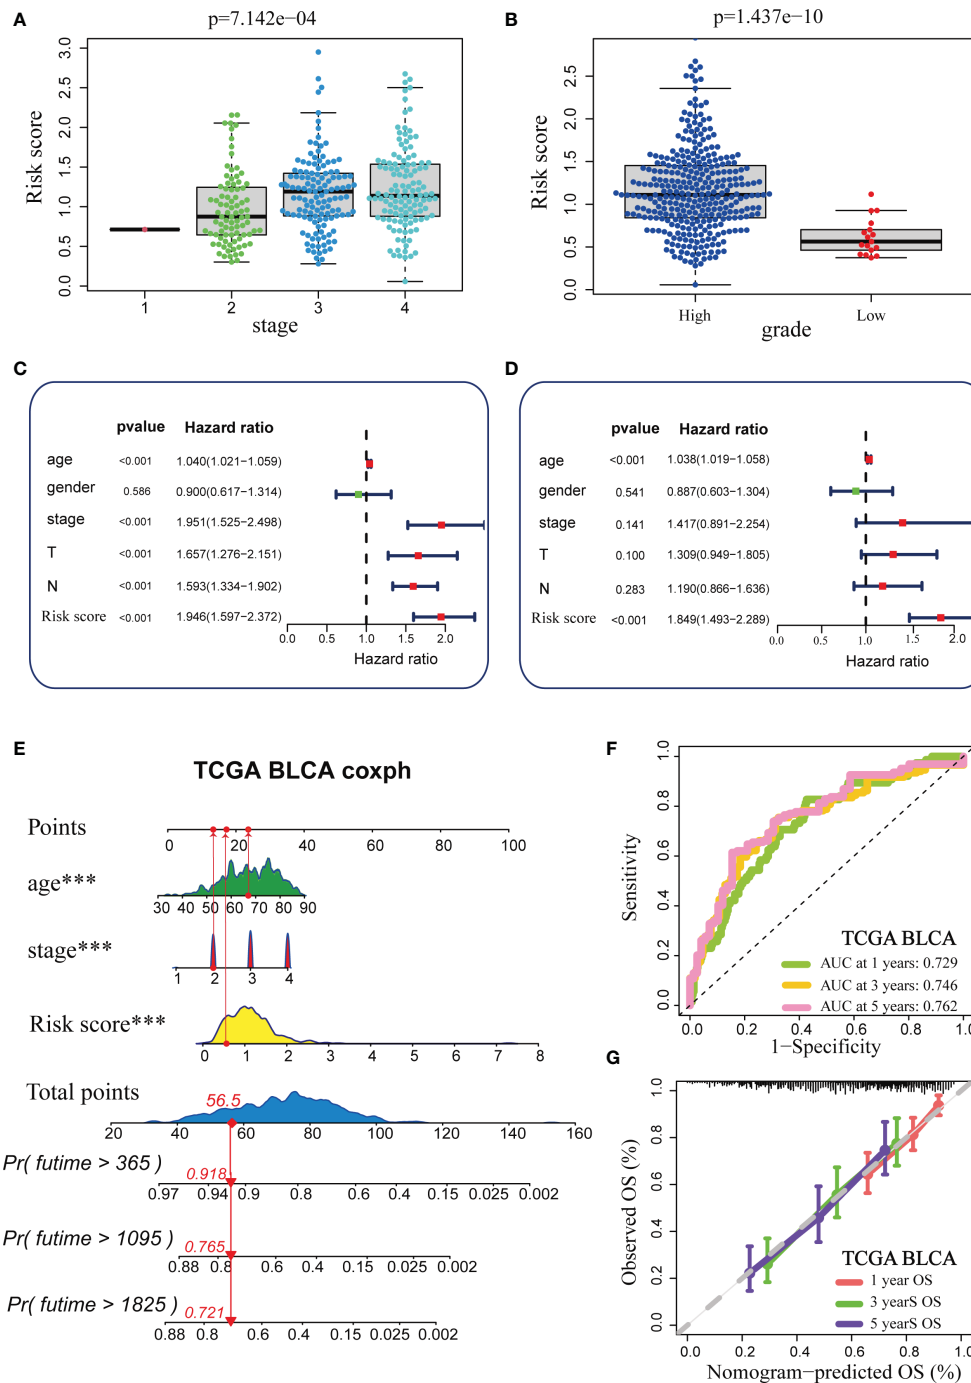 A
p=7.142e−04
Risk score
3.0
2.5
2.0
1.5
1.0
0.5
0.0
1 2 3 4
stage
B
p=1.437e−10
Risk score
2.5
2.0
1.5
1.0
0.5
0.0
High Low
grade
C
pvalue Hazard ratio
age <0.001 1.040(1.021−1.059)
gender 0.586 0.900(0.617−1.314)
stage <0.001 1.951(1.525−2.498)
T <0.001 1.657(1.276−2.151)
N <0.001 1.593(1.334−1.902)
Risk score <0.001 1.946(1.597−2.372)
0.0 0.5 1.0 1.5 2.0
Hazard ratio
D
pvalue Hazard ratio
age <0.001 1.038(1.019−1.058)
gender 0.541 0.887(0.603−1.304)
stage 0.141 1.417(0.891−2.254)
T 0.100 1.309(0.949−1.805)
N 0.283 1.190(0.866−1.636)
Risk score <0.001 1.849(1.493−2.289)
0.0 0.5 1.0 1.5 2.0
Hazard ratio
E
TCGA BLCA coxph
Points
0 20 40 60 80 100
age***
30 40 50 60 70 80 90
stage***
1 2 3 4
Risk score***
0 1 2 3 4 5 6 7 8
Total points
56.5
20 40 60 80 100 120 140 160
Pr( futime > 365 )
0.918
0.97 0.94 0.9 0.8 0.6 0.4 0.15 0.025 0.002
Pr( futime > 1095 )
0.765
0.88 0.8 0.6 0.4 0.15 0.025 0.002
Pr( futime > 1825 )
0.721
0.88 0.8 0.6 0.4 0.15 0.025 0.002
F
Sensitivity
1.0
0.8
0.6
0.4
0.2
0.0
TCGA BLCA
AUC at 1 years: 0.729
AUC at 3 years: 0.746
AUC at 5 years: 0.762
0.0 0.2 0.4 0.6 0.8 1.0
1−Specificity
G
Observed OS (%)
1.0
0.8
0.6
0.4
0.2
0.0
TCGA BLCA
1 year OS
3 yearS OS
5 yearS OS
0.0 0.2 0.4 0.6 0.8 1.0
Nomogram−predicted OS (%)